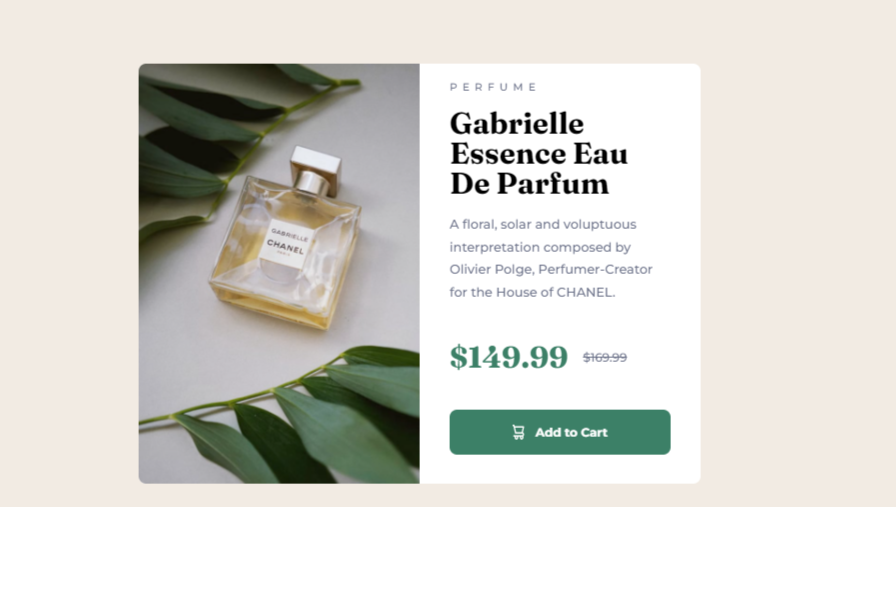 PERFUME
Gabrielle
Essence Eau
De Parfum
A floral, solar and voluptuous
interpretation composed by
Olivier Polge, Perfumer-Creator
for the House of CHANEL.
$149.99 $169.99
Add to Cart
GABRIELLE
CHANEL
PARIS